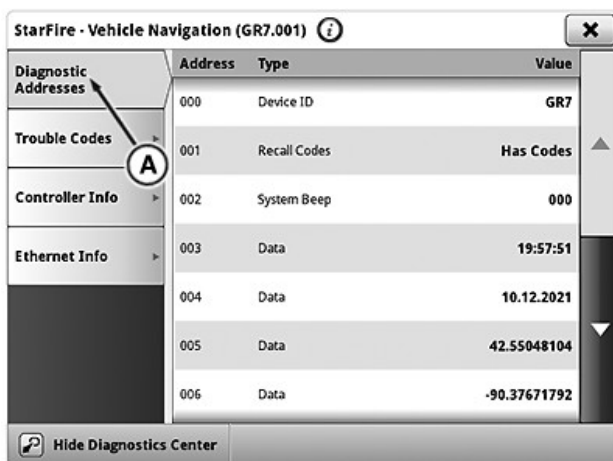 StarFire - Vehicle Navigation (GR7.001) i
Diagnostic
Addresses
Trouble Codes
Controller Info
Ethernet Info
A
Address Type Value
000 Device ID GR7
001 Recall Codes Has Codes
002 System Beep 000
003 Data 19:57:51
004 Data 10.12.2021
005 Data 42.55048104
006 Data -90.37671792
Hide Diagnostics Center